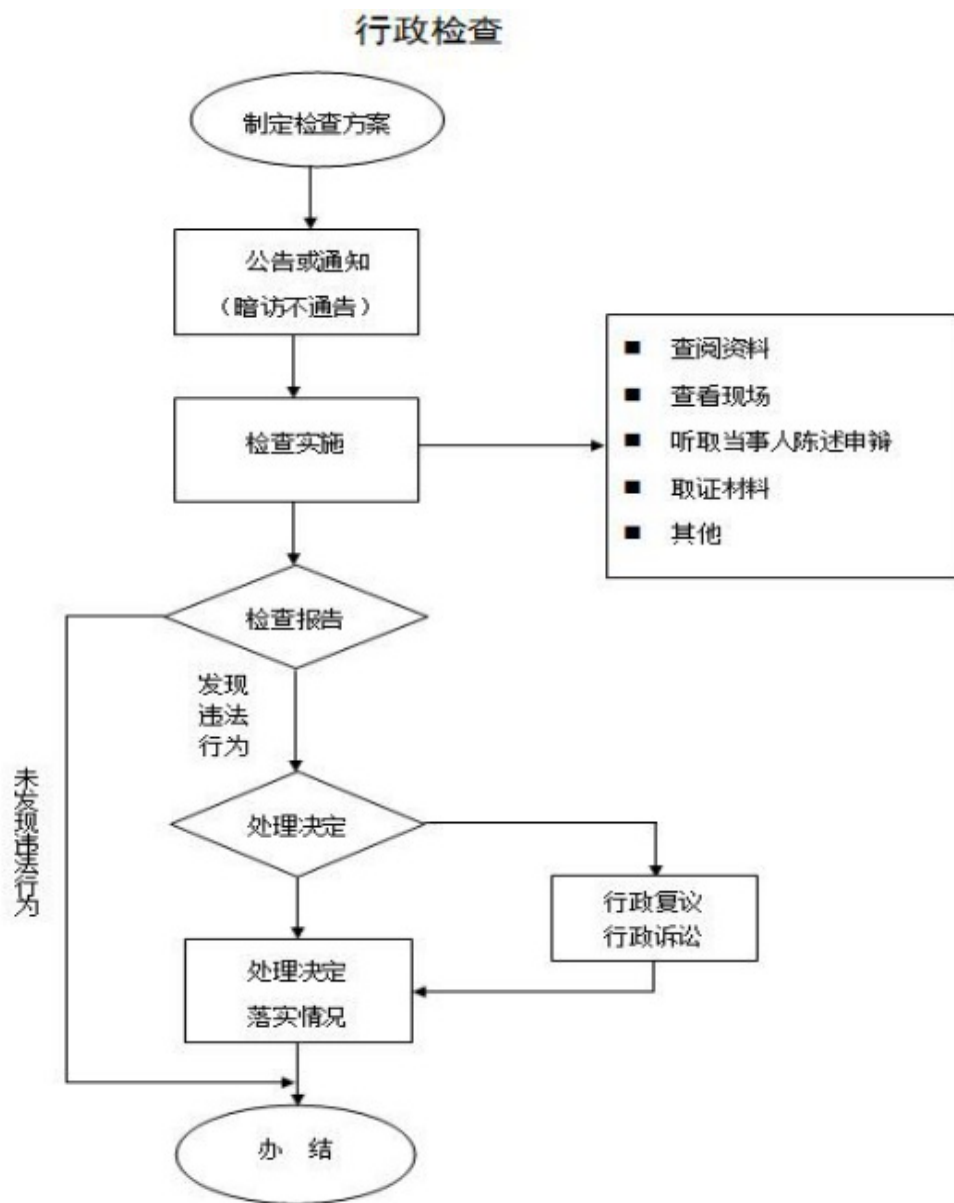 行政检查
制定检查方案
公告或通知
（暗访不通告）
检查实施
■ 查阅资料
■ 查看现场
■ 听取当事人陈述申辩
■ 取证材料
■ 其他
检查报告
发现
违法
行为
未发现违法行为
处理决定
行政复议
行政诉讼
处理决定
落实情况
办 结